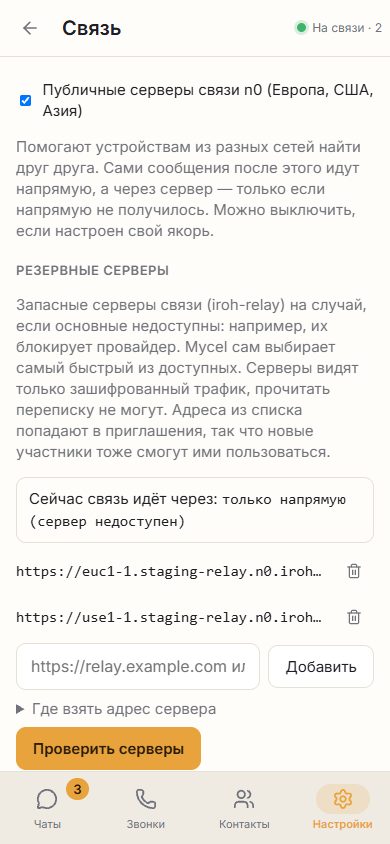 Связь
На связи · 2
Публичные серверы связи n0 (Европа, США,
Азия)
Помогают устройствам из разных сетей найти
друг друга. Сами сообщения после этого идут
напрямую, а через сервер — только если
напрямую не получилось. Можно выключить,
если настроен свой якорь.
РЕЗЕРВНЫЕ СЕРВЕРЫ
Запасные серверы связи (iroh-relay) на случай,
если основные недоступны: например, их
блокирует провайдер. Mycel сам выбирает
самый быстрый из доступных. Серверы видят
только зашифрованный трафик, прочитать
переписку не могут. Адреса из списка
попадают в приглашения, так что новые
участники тоже смогут ими пользоваться.
Сейчас связь идёт через: только напрямую
(сервер недоступен)
https://euc1-1.staging-relay.n0.iroh…
https://use1-1.staging-relay.n0.iroh…
https://relay.example.com ил
Добавить
Где взять адрес сервера
Проверить серверы
3
Чаты
Звонки
Контакты
Настройки